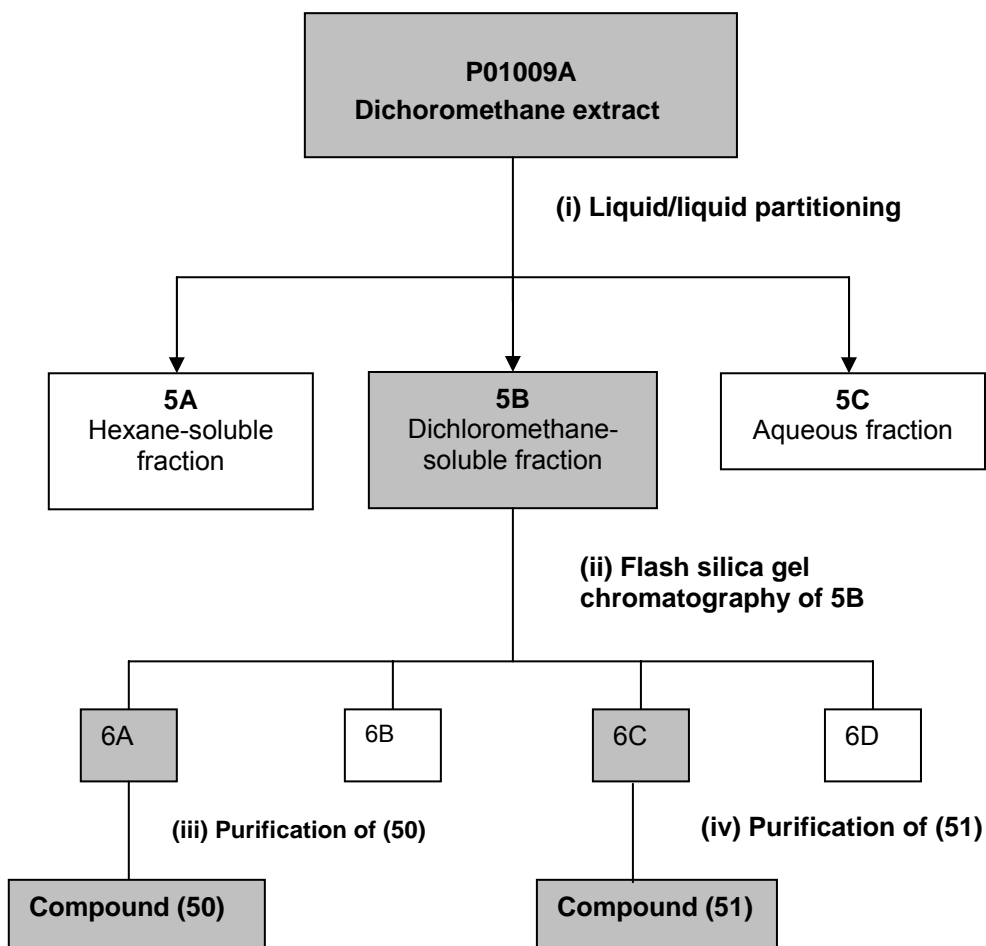 P01009A
Dichoromethane extract
(i) Liquid/liquid partitioning
5A
Hexane-soluble
fraction
5B
Dichloromethane-
soluble fraction
5C
Aqueous fraction
(ii) Flash silica gel
chromatography of 5B
6A
6B
6C
6D
(iii) Purification of (50)
(iv) Purification of (51)
Compound (50)
Compound (51)